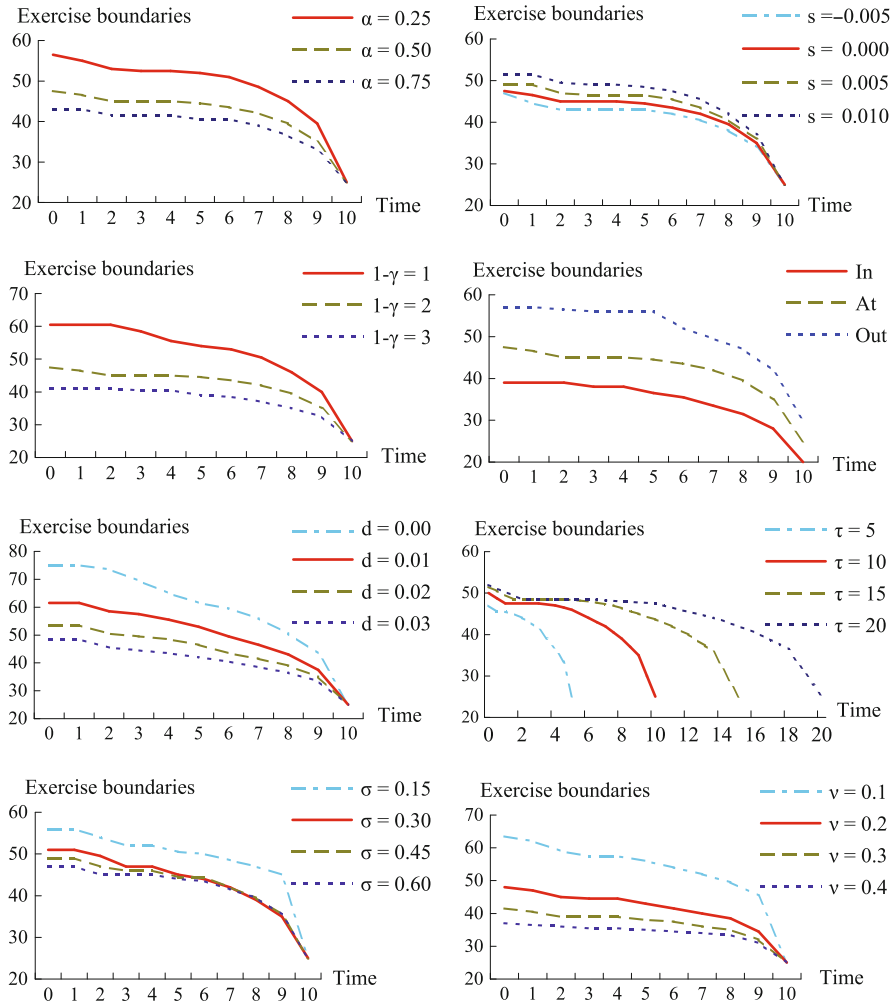 Exercise boundaries
α = 0.25
α = 0.50
α = 0.75
60
50
40
30
20
0 1 2 3 4 5 6 7 8 9 10
Time
Exercise boundaries
s =-0.005
s = 0.000
s = 0.005
s = 0.010
60
50
40
30
20
0 1 2 3 4 5 6 7 8 9 10
Time
Exercise boundaries
1-γ = 1
1-γ = 2
1-γ = 3
70
60
50
40
30
20
0 1 2 3 4 5 6 7 8 9 10
Time
Exercise boundaries
In
At
Out
60
50
40
30
20
0 1 2 3 4 5 6 7 8 9 10
Time
Exercise boundaries
d = 0.00
d = 0.01
d = 0.02
d = 0.03
80
70
60
50
40
30
20
0 1 2 3 4 5 6 7 8 9 10
Time
Exercise boundaries
τ = 5
τ = 10
τ = 15
τ = 20
60
50
40
30
20
0 2 4 6 8 10 12 14 16 18 20
Time
Exercise boundaries
σ = 0.15
σ = 0.30
σ = 0.45
σ = 0.60
60
50
40
30
20
0 1 2 3 4 5 6 7 8 9 10
Time
Exercise boundaries
ν = 0.1
ν = 0.2
ν = 0.3
ν = 0.4
70
60
50
40
30
20
0 1 2 3 4 5 6 7 8 9 10
Time